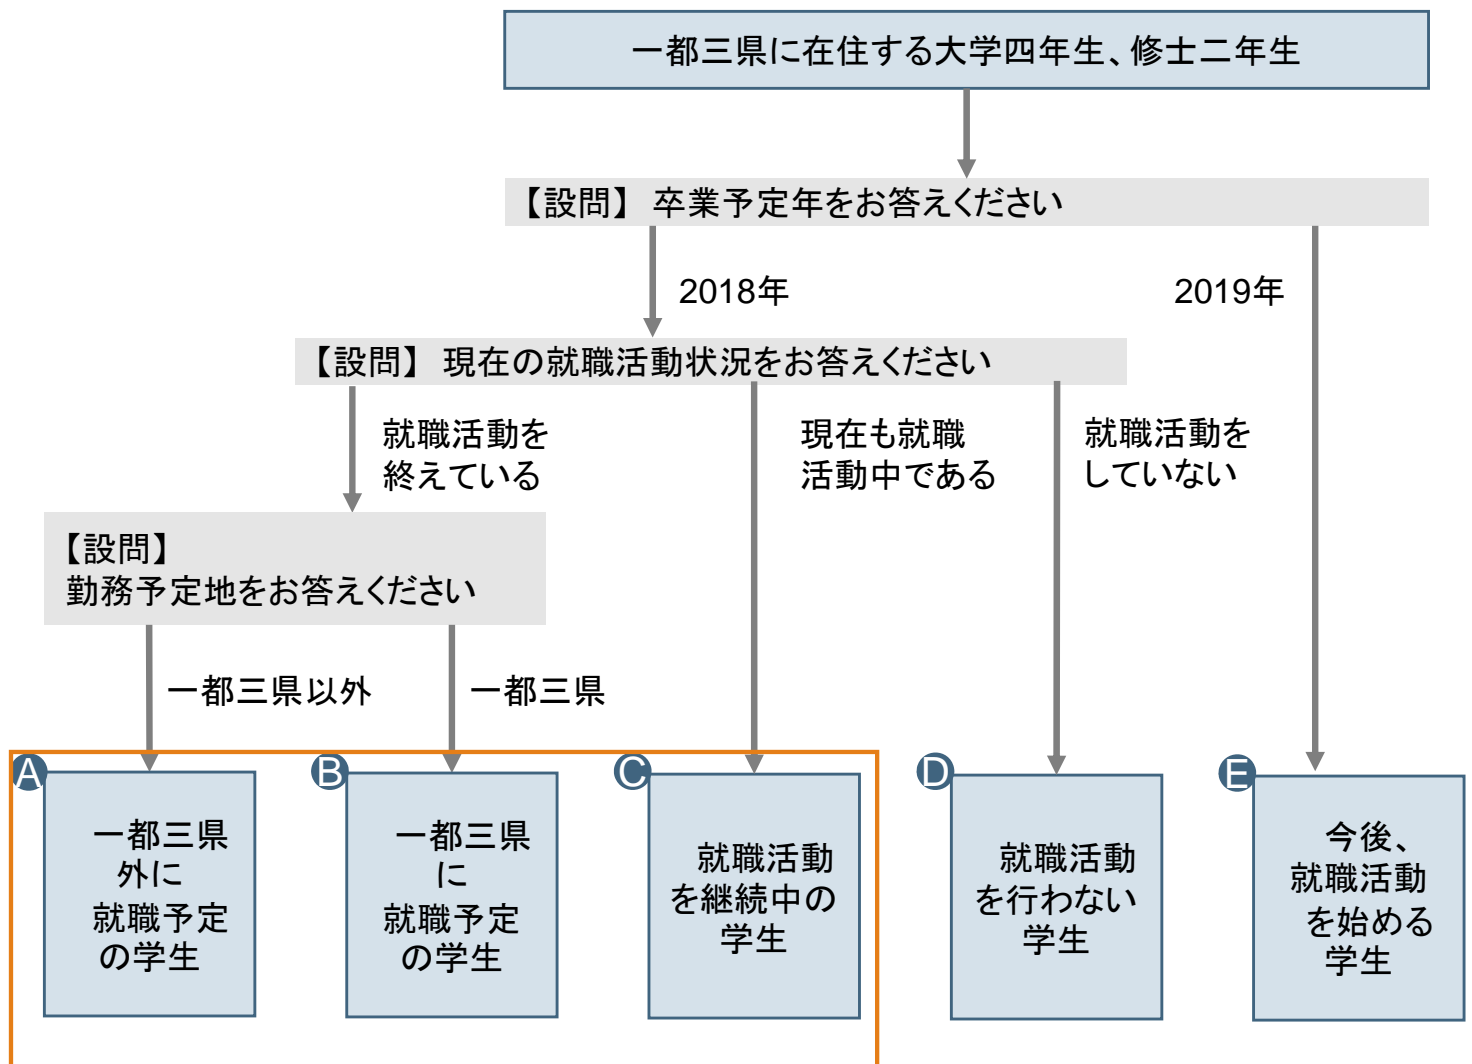 一都三県に在住する大学四年生、修士二年生
【設問】 卒業予定年をお答えください
2018年
2019年
【設問】 現在の就職活動状況をお答えください
就職活動を
終えている
現在も就職
活動中である
就職活動を
していない
【設問】
勤務予定地をお答えください
一都三県以外
一都三県
A
一都三県
外に
就職予定
の学生
B
一都三県
に
就職予定
の学生
C
就職活動
を継続中の
学生
D
就職活動
を行わない
学生
E
今後、
就職活動
を始める
学生